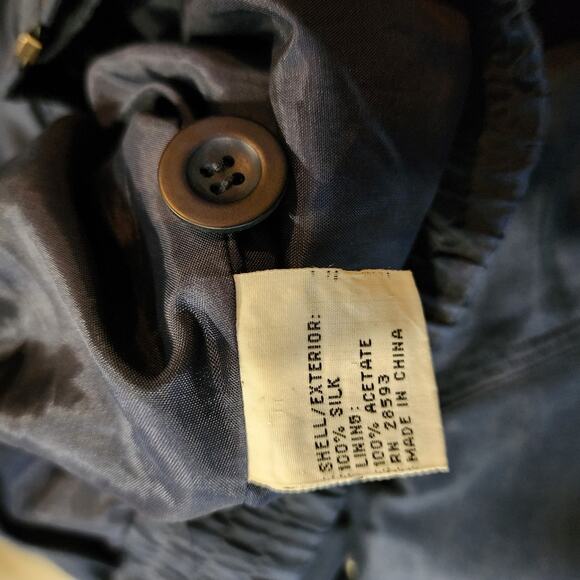 SHELL/EXTERIOR:
100% SILK
LINING:
100% ACETATE
RN 28593
MADE IN CHINA